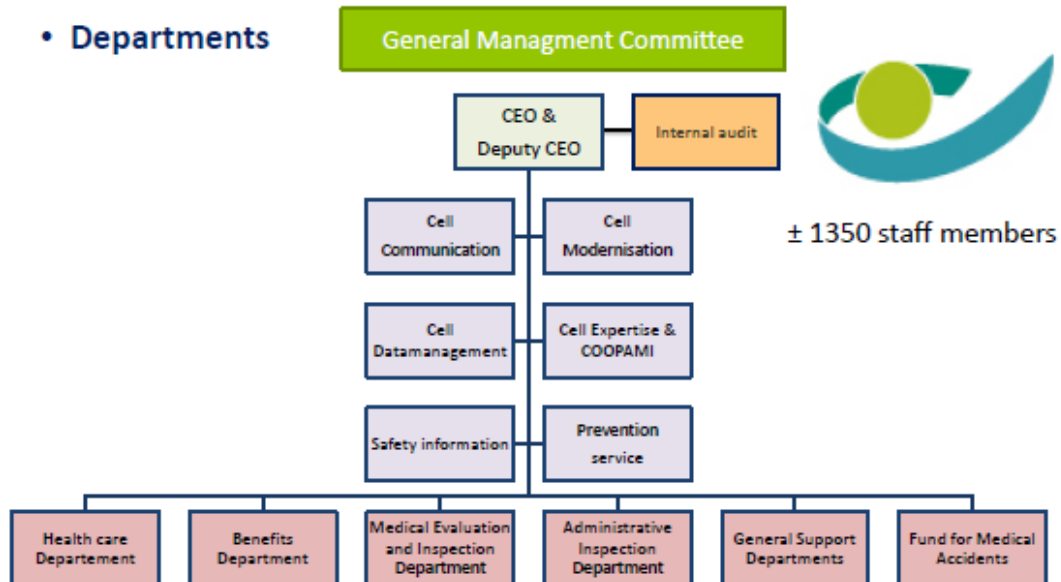 • Departments
General Managment Committee
CEO &
Deputy CEO
Internal audit
± 1350 staff members
Cell
Communication
Cell
Modernisation
Cell
Datamanagement
Cell Expertise &
COOPAMI
Safety information
Prevention
service
Health care
Departement
Benefits
Department
Medical Evaluation
and Inspection
Department
Administrative
Inspection
Department
General Support
Departments
Fund for Medical
Accidents